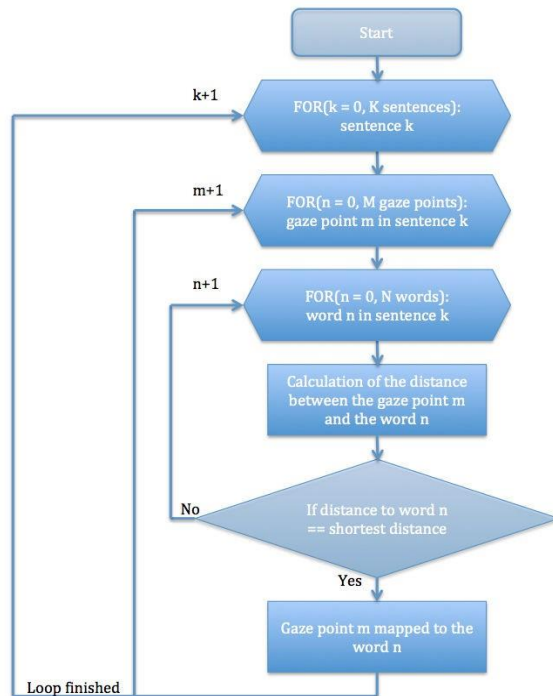 Start
k+1
FOR(k = 0, K sentences):
sentence k
m+1
FOR(n = 0, M gaze points):
gaze point m in sentence k
n+1
FOR(n = 0, N words):
word n in sentence k
Calculation of the distance
between the gaze point m
and the word n
No
If distance to word n
== shortest distance
Yes
Gaze point m mapped to the
word n
Loop finished